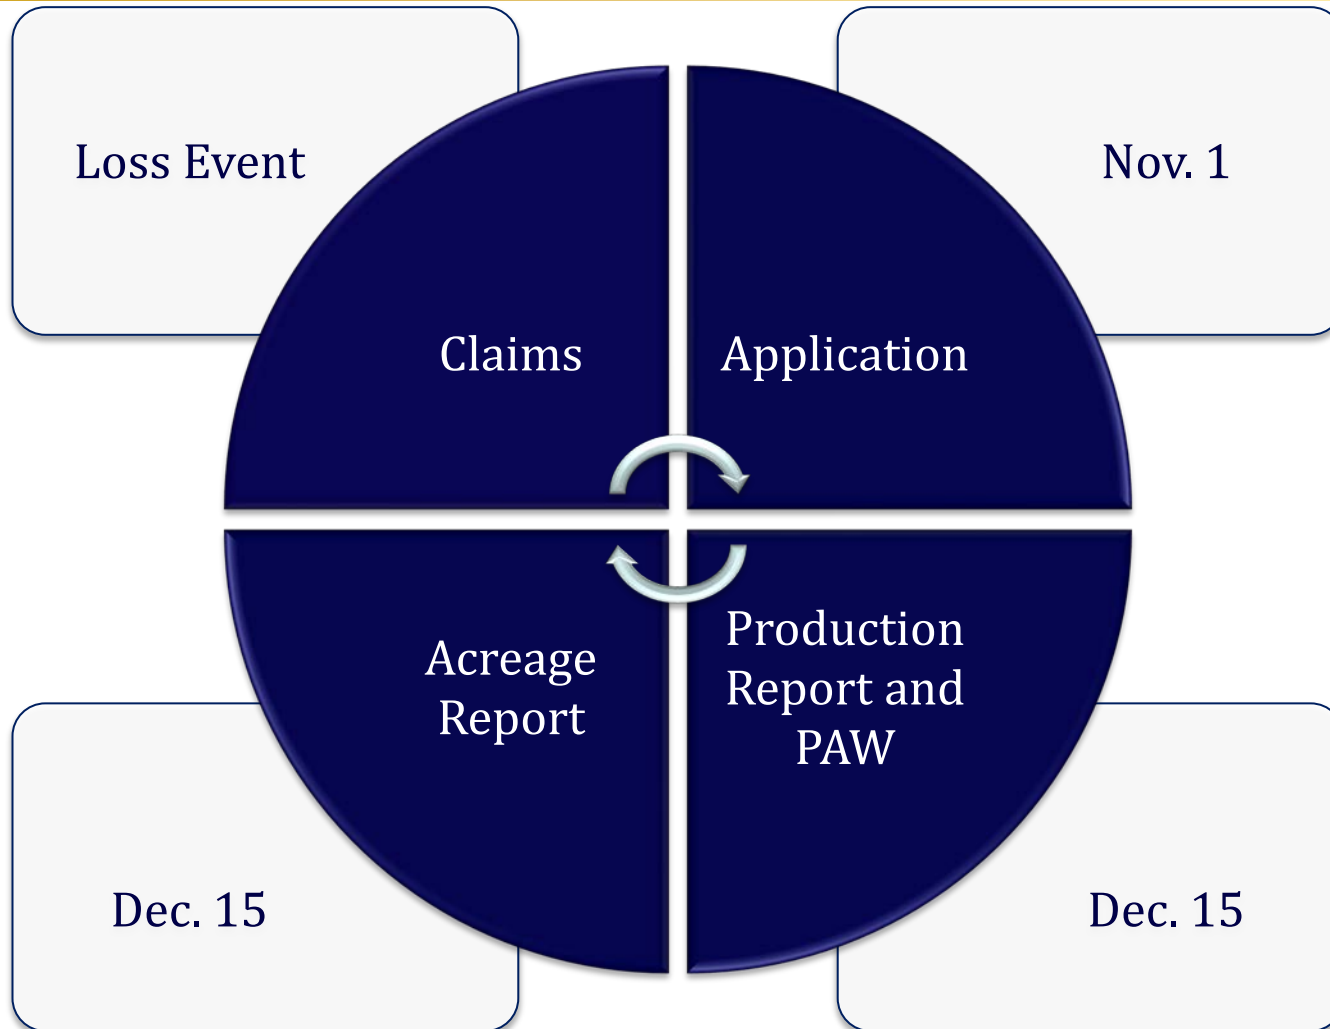 Loss Event
Nov. 1
Claims
Application
Acreage
Report
Production
Report and
PAW
Dec. 15
Dec. 15